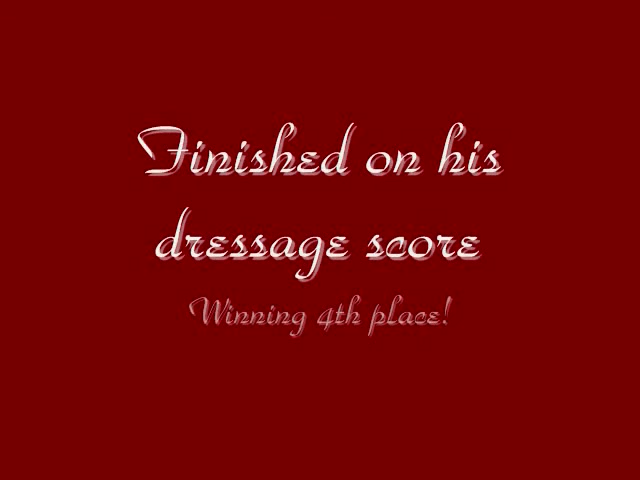 Finished on his
dressage score
Winning 4th place!